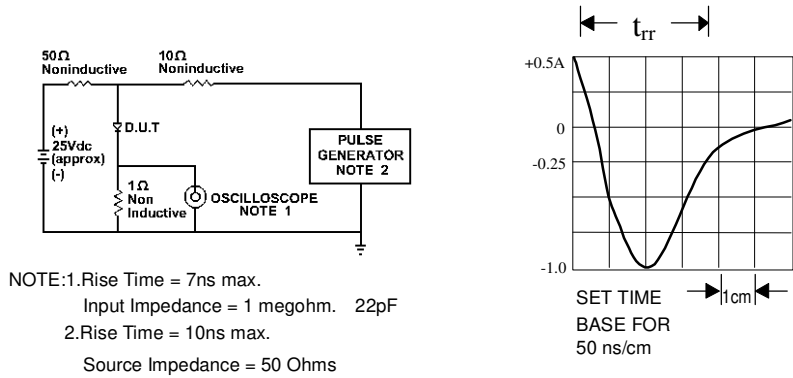 50Ω
Noninductive
10Ω
Noninductive
(+)
25Vdc
(approx)
(-)
D.U.T
1Ω
Non
Inductive
OSCILLOSCOPE
NOTE 1
PULSE
GENERATOR
NOTE 2
NOTE:1.Rise Time = 7ns max.
Input Impedance = 1 megohm. 22pF
2.Rise Time = 10ns max.
Source Impedance = 50 Ohms
trr
+0.5A
0
-0.25
-1.0
1cm
SET TIME
BASE FOR
50 ns/cm